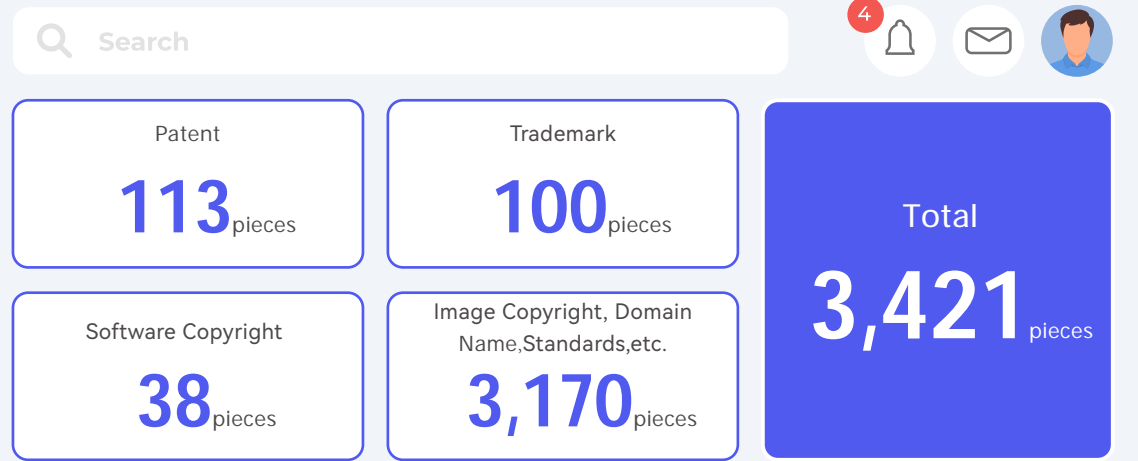 Search
4
Patent
113pieces
Trademark
100pieces
Software Copyright
38pieces
Image Copyright, Domain
Name,Standards,etc.
3,170pieces
Total
3,421pieces